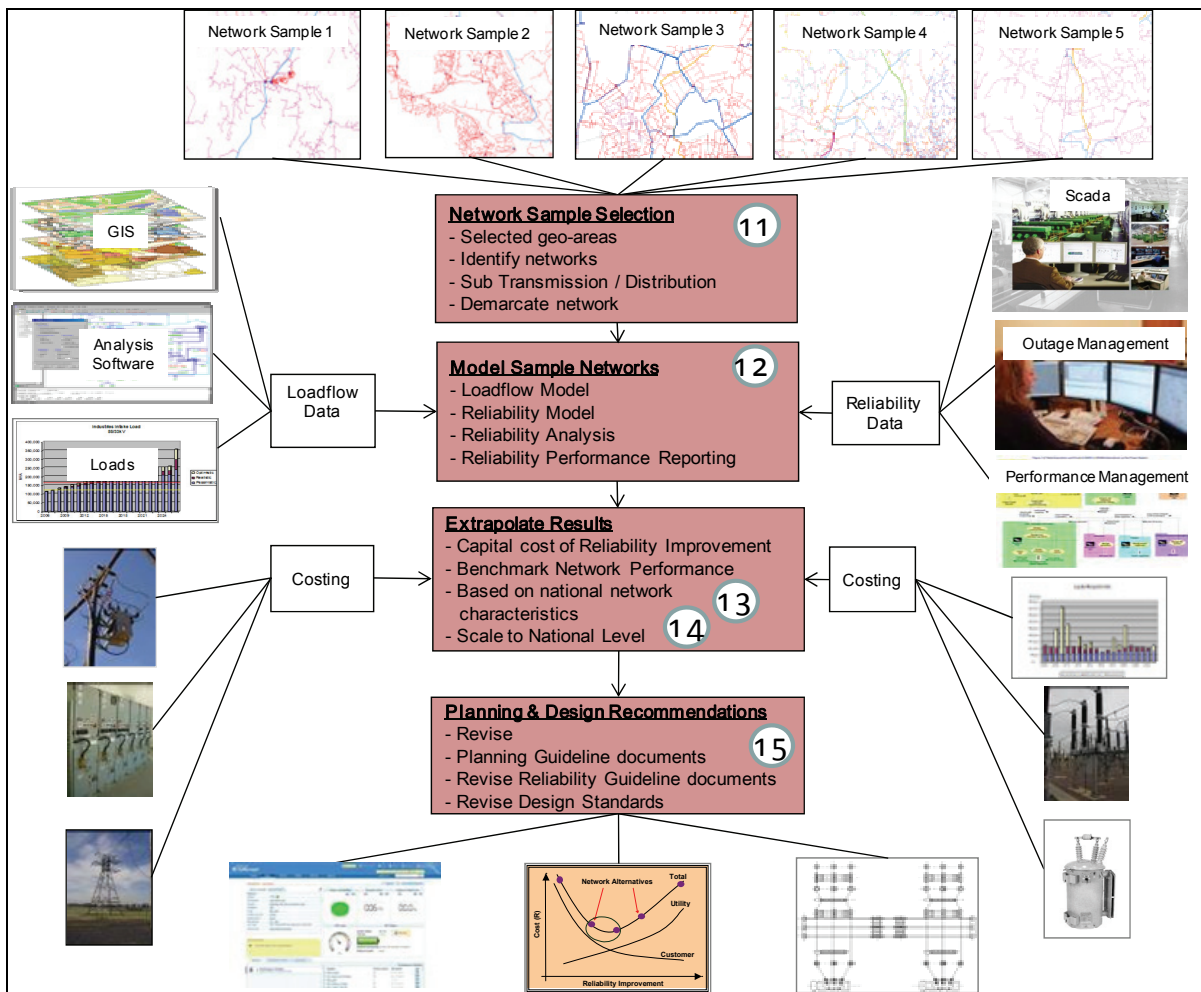 Network Sample 1
Network Sample 2
Network Sample 3
Network Sample 4
Network Sample 5
GIS
Analysis
Software
Loads
Loadflow
Data
Network Sample Selection
11
- Selected geo-areas
- Identify networks
- Sub Transmission / Distribution
- Demarcate network
Model Sample Networks
12
- Loadflow Model
- Reliability Model
- Reliability Analysis
- Reliability Performance Reporting
Scada
Outage Management
Performance Management
Reliability
Data
Costing
Extrapolate Results
- Capital cost of Reliability Improvement
- Benchmark Network Performance
- Based on national network
characteristics
13
- Scale to National Level
14
Costing
Planning & Design Recommendations
- Revise
15
- Planning Guideline documents
- Revise Reliability Guideline documents
- Revise Design Standards
Cost (R)
Network Alternatives
Total
Utility
Customer
Reliability Improvement